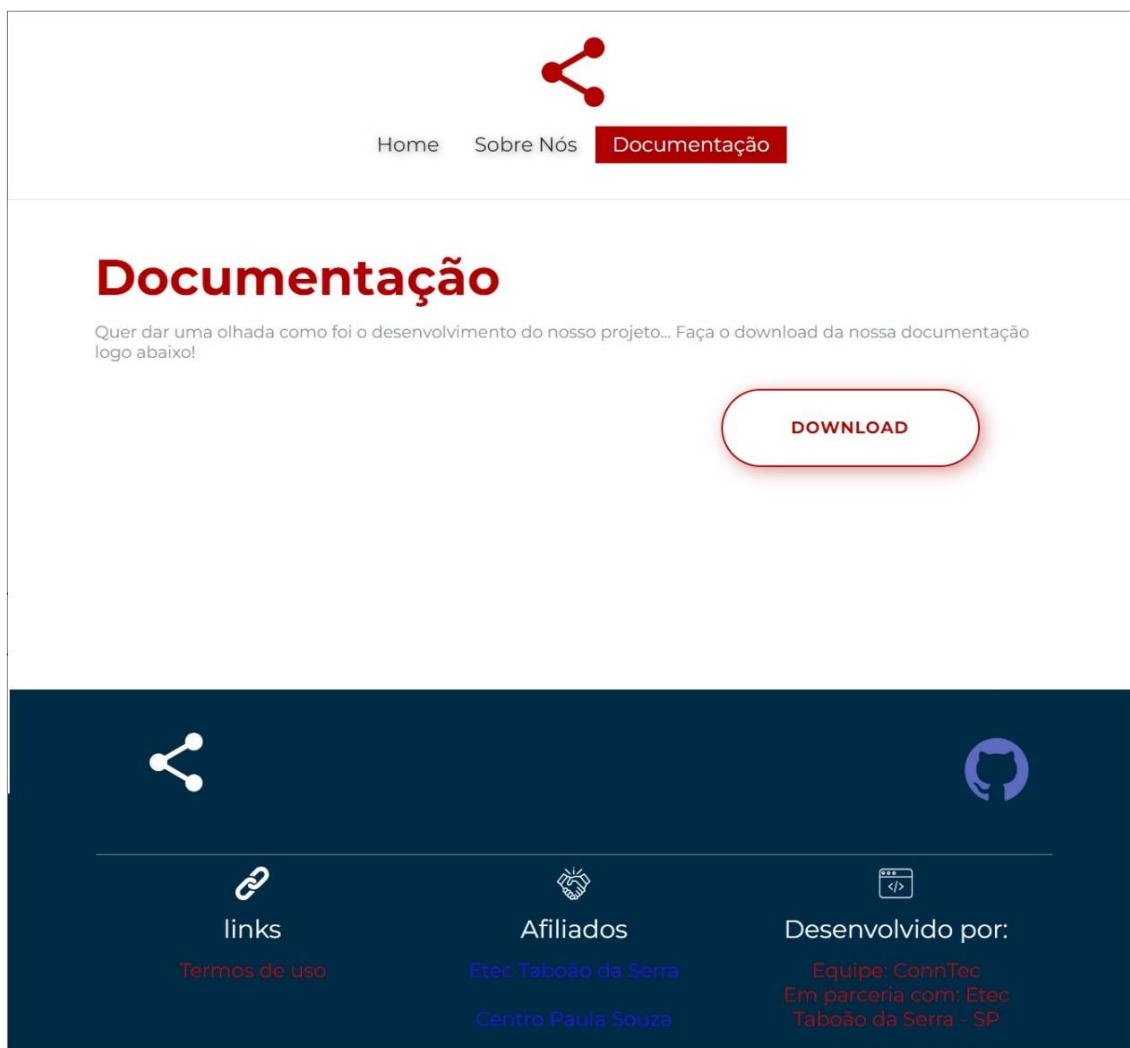 Home Sobre Nós Documentação
Documentação
Quer dar uma olhada como foi o desenvolvimento do nosso projeto... Faça o download da nossa documentação
logo abaixo!
DOWNLOAD
links
Termos de uso
Afiliados
Etec Taboão da Serra
Centro Paula Souza
Desenvolvido por:
Equipe: ConnTec
Em parceria com: Etec
Taboão da Serra - SP